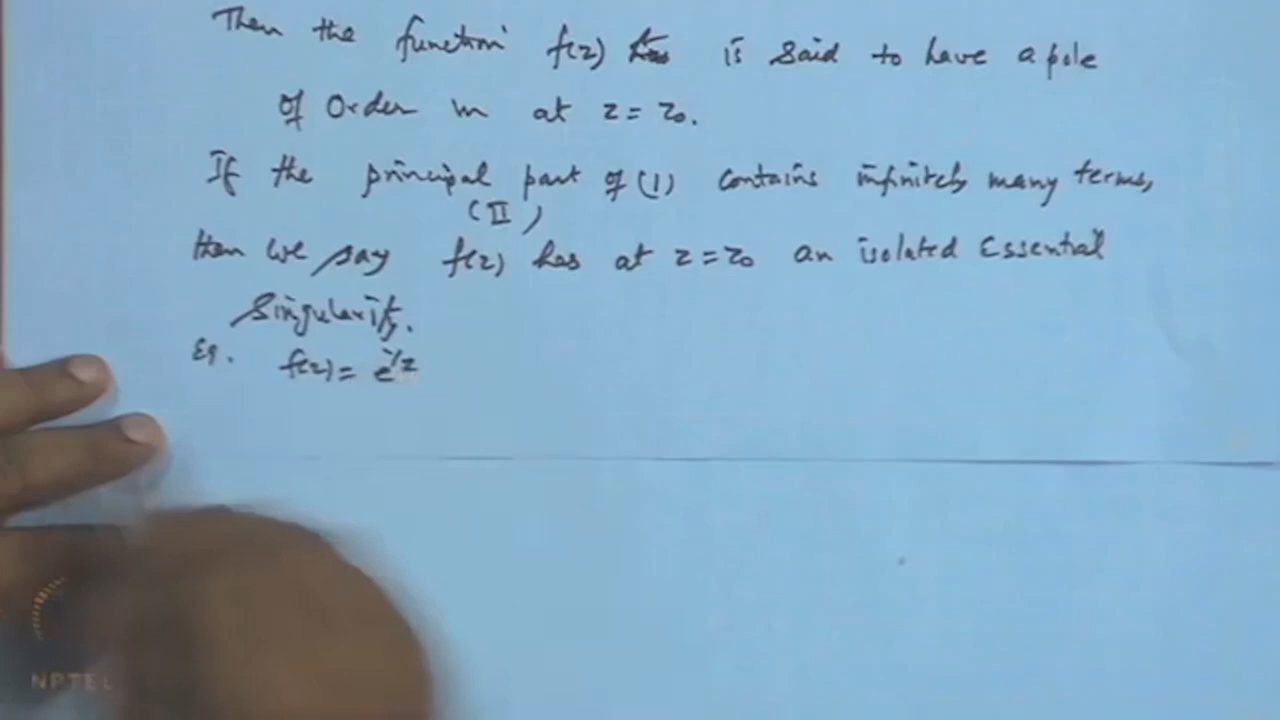 Then the function f(z) has is said to have a pole
of order m at z = z0.
If the principal part of (1) contains infinitely many terms,
(II)
then we say f(z) has at z = z0 an isolated essential
Singularity.
Eg. f(z) = e^1/z
NPTEL